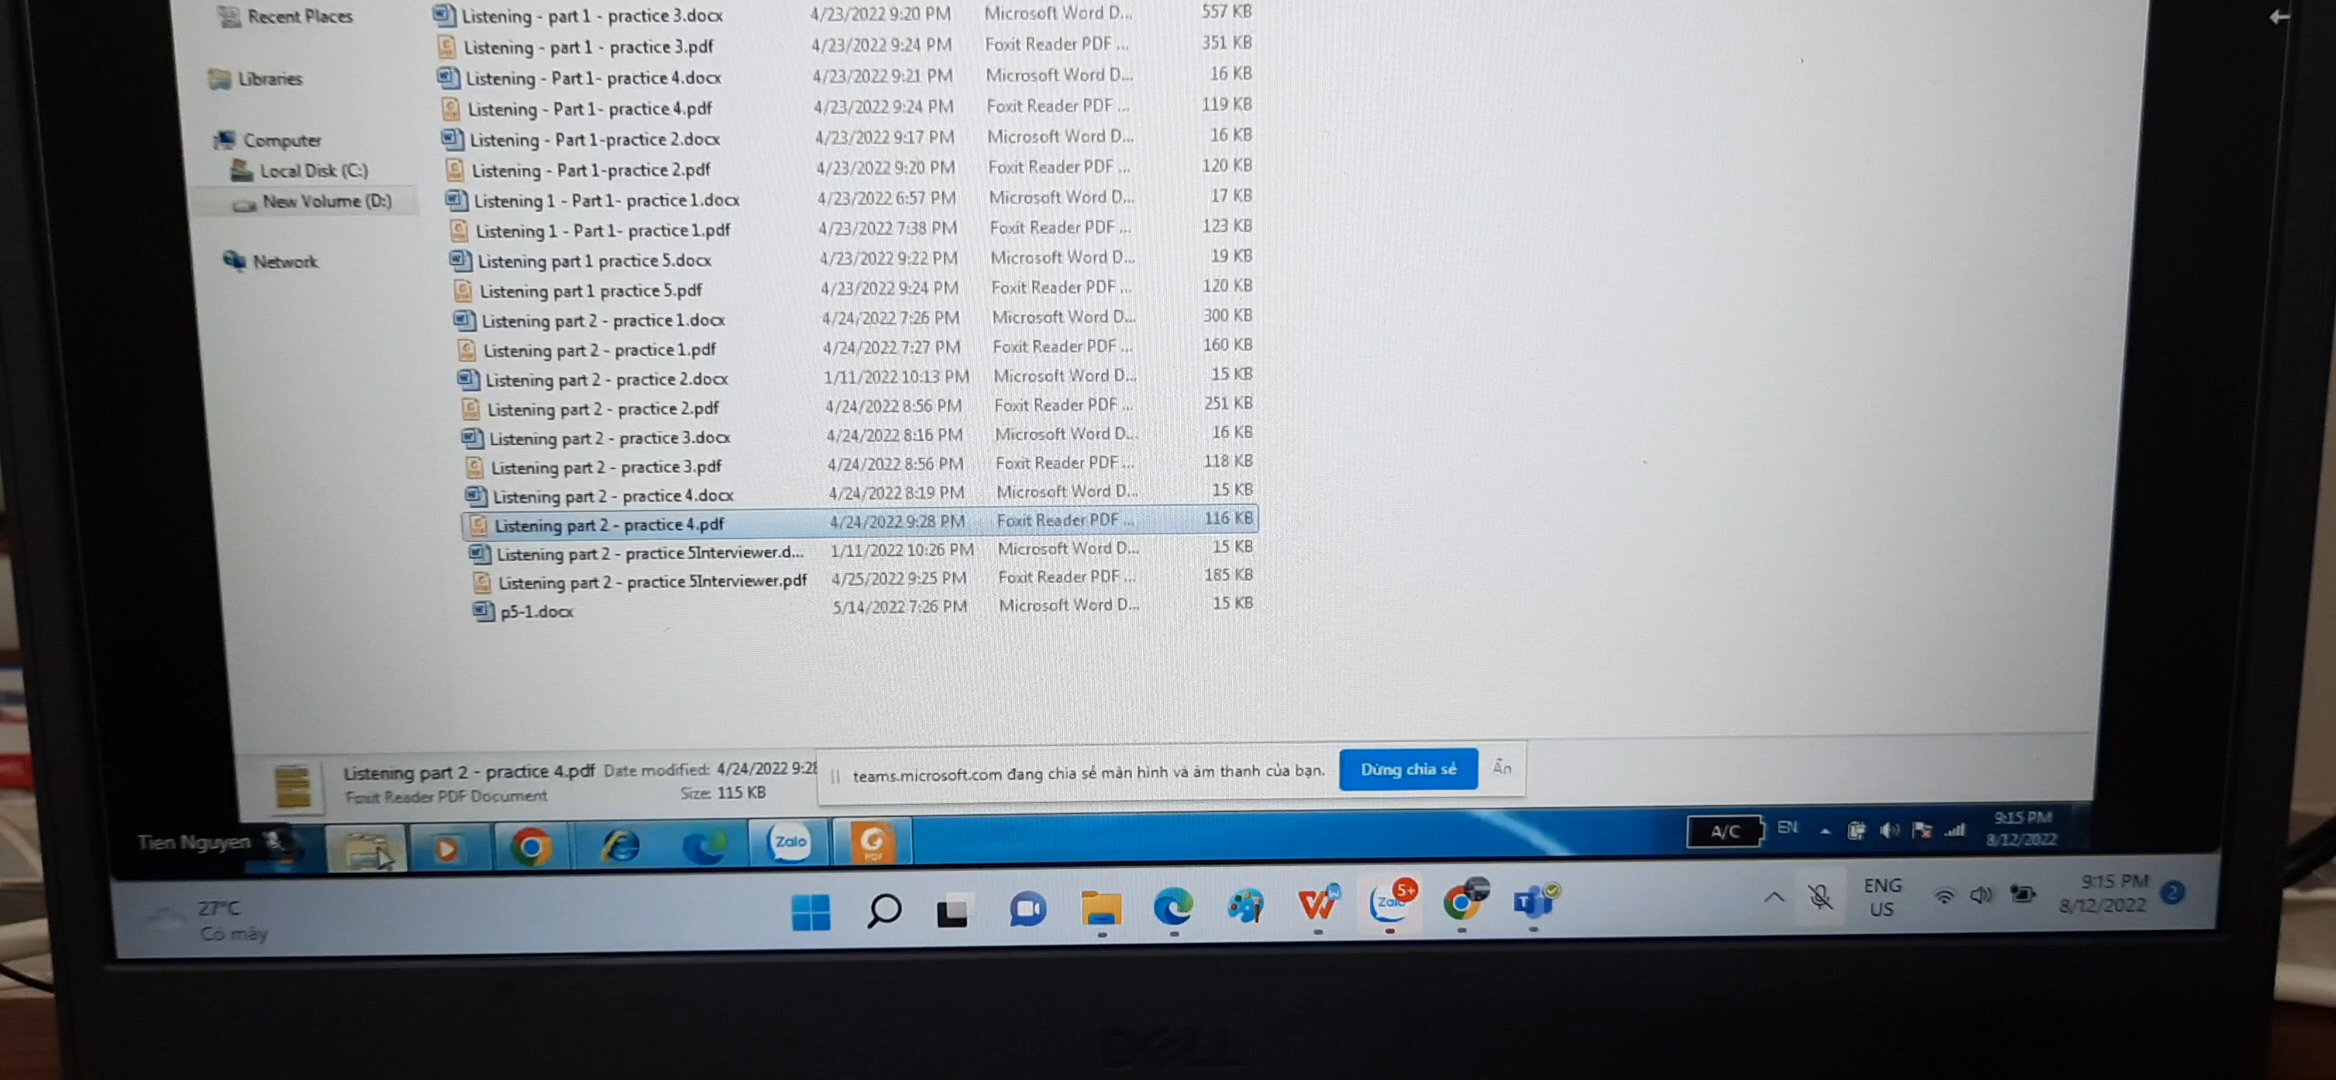 Recent Places
Libraries
Computer
Local Disk (C:)
New Volume (D:)
Network
Listening - part 1 - practice 3.docx 4/23/2022 9:20 PM Microsoft Word D... 557 KB
Listening - part 1 - practice 3.pdf 4/23/2022 9:24 PM Foxit Reader PDF ... 351 KB
Listening - Part 1- practice 4.docx 4/23/2022 9:21 PM Microsoft Word D... 16 KB
Listening - Part 1- practice 4.pdf 4/23/2022 9:24 PM Foxit Reader PDF ... 119 KB
Listening - Part 1-practice 2.docx 4/23/2022 9:17 PM Microsoft Word D... 16 KB
Listening - Part 1-practice 2.pdf 4/23/2022 9:20 PM Foxit Reader PDF ... 120 KB
Listening 1 - Part 1- practice 1.docx 4/23/2022 6:57 PM Microsoft Word D... 17 KB
Listening 1 - Part 1- practice 1.pdf 4/23/2022 7:38 PM Foxit Reader PDF ... 123 KB
Listening part 1 practice 5.docx 4/23/2022 9:22 PM Microsoft Word D... 19 KB
Listening part 1 practice 5.pdf 4/23/2022 9:24 PM Foxit Reader PDF ... 120 KB
Listening part 2 - practice 1.docx 4/24/2022 7:26 PM Microsoft Word D... 300 KB
Listening part 2 - practice 1.pdf 4/24/2022 7:27 PM Foxit Reader PDF ... 160 KB
Listening part 2 - practice 2.docx 1/11/2022 10:13 PM Microsoft Word D... 15 KB
Listening part 2 - practice 2.pdf 4/24/2022 8:56 PM Foxit Reader PDF ... 251 KB
Listening part 2 - practice 3.docx 4/24/2022 8:16 PM Microsoft Word D... 16 KB
Listening part 2 - practice 3.pdf 4/24/2022 8:56 PM Foxit Reader PDF ... 118 KB
Listening part 2 - practice 4.docx 4/24/2022 8:19 PM Microsoft Word D... 15 KB
Listening part 2 - practice 4.pdf 4/24/2022 9:28 PM Foxit Reader PDF ... 116 KB
Listening part 2 - practice 5Interviewer.d... 1/11/2022 10:26 PM Microsoft Word D... 15 KB
Listening part 2 - practice 5Interviewer.pdf 4/25/2022 9:25 PM Foxit Reader PDF ... 185 KB
p5-1.docx 5/14/2022 7:26 PM Microsoft Word D... 15 KB
Listening part 2 - practice 4.pdf Date modified: 4/24/2022 9:28
Foxit Reader PDF Document Size: 115 KB
teams.microsoft.com đang chia sẻ màn hình và âm thanh của bạn. Dừng chia sẻ Ẩn
Tien Nguyen
Zalo
PDF
A/C EN 9:15 PM
8/12/2022
27°C
Có mây
Zalo 5+
T
ENG
US
9:15 PM
8/12/2022
2
DELL